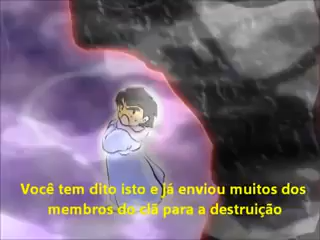 Você tem dito isto e já enviou muitos dos
membros do clã para a destruição